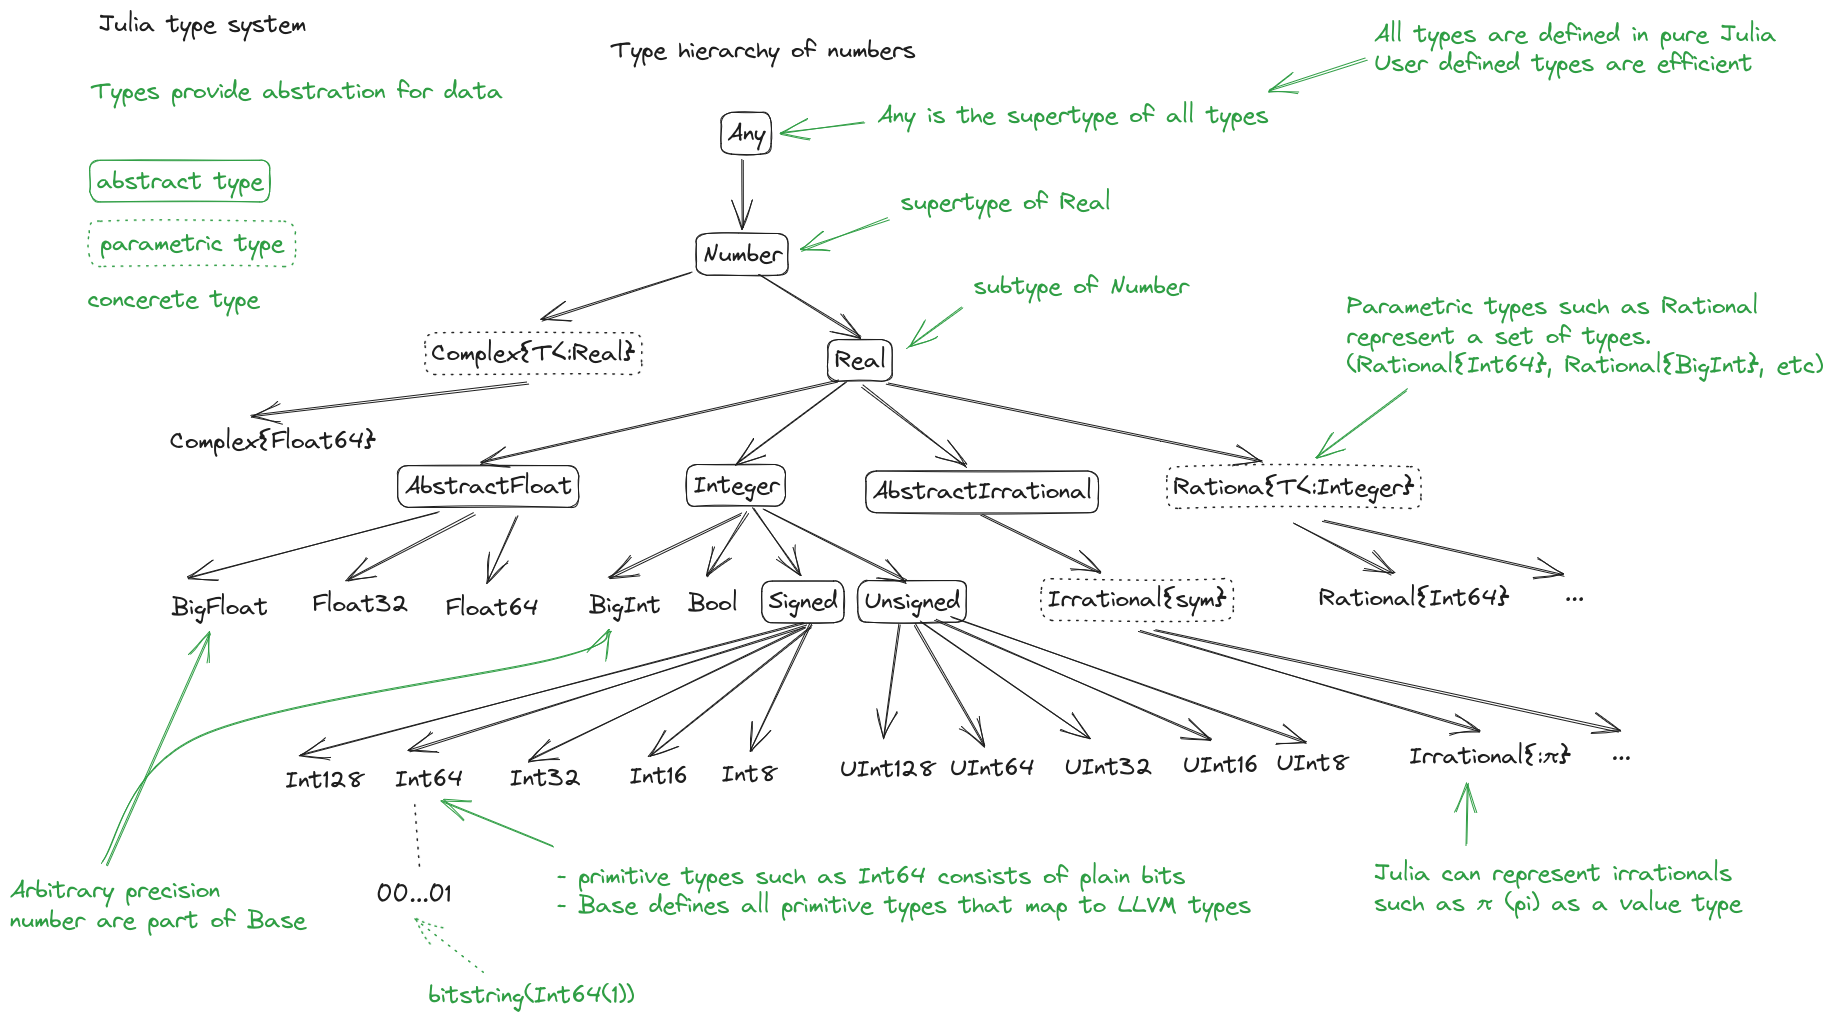 Julia type system
Type hierarchy of numbers
All types are defined in pure Julia
User defined types are efficient
Types provide abstration for data
Any is the supertype of all types
Any
abstract type
supertype of Real
parametric type
Number
subtype of Number
concerete type
Parametric types such as Rational
represent a set of types.
(Rational{Int64}, Rational{BigInt}, etc)
Complex{T<:Real}
Real
Complex{Float64}
AbstractFloat
Integer
AbstractIrrational
Rationa{T<:Integer}
BigFloat
Float32
Float64
BigInt
Bool
Signed
Unsigned
Irrational{sym}
Rational{Int64}
...
Int128
Int64
Int32
Int16
Int8
UInt128
UInt64
UInt32
UInt16
UInt8
Irrational{:π}
...
Arbitrary precision
number are part of Base
00...01
- primitive types such as Int64 consists of plain bits
- Base defines all primitive types that map to LLVM types
Julia can represent irrationals
such as π (pi) as a value type
bitstring(Int64(1))